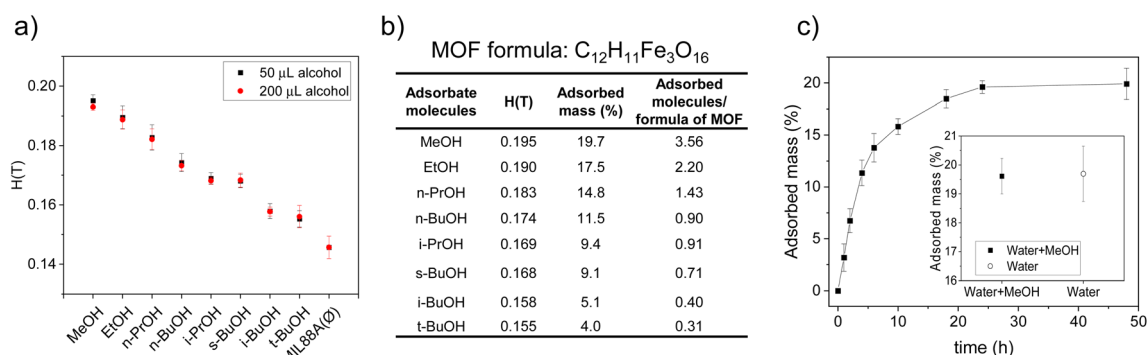 a)
H(T)
0.20
0.18
0.16
0.14
50 μL alcohol
200 μL alcohol
MeOH
EtOH
n-PrOH
n-BuOH
i-PrOH
s-BuOH
i-BuOH
t-BuOH
IL88A(Ø)
b)
MOF formula: C12H11Fe3O16
Adsorbate molecules H(T) Adsorbed mass (%) Adsorbed molecules/ formula of MOF
MeOH 0.195 19.7 3.56
EtOH 0.190 17.5 2.20
n-PrOH 0.183 14.8 1.43
n-BuOH 0.174 11.5 0.90
i-PrOH 0.169 9.4 0.91
s-BuOH 0.168 9.1 0.71
i-BuOH 0.158 5.1 0.40
t-BuOH 0.155 4.0 0.31
c)
Adsorbed mass (%)
20
15
10
5
0
0 10 20 30 40 50
time (h)
Adsorbed mass (%)
21
20
19
18
17
16
Water+MeOH
Water
Water+MeOH Water